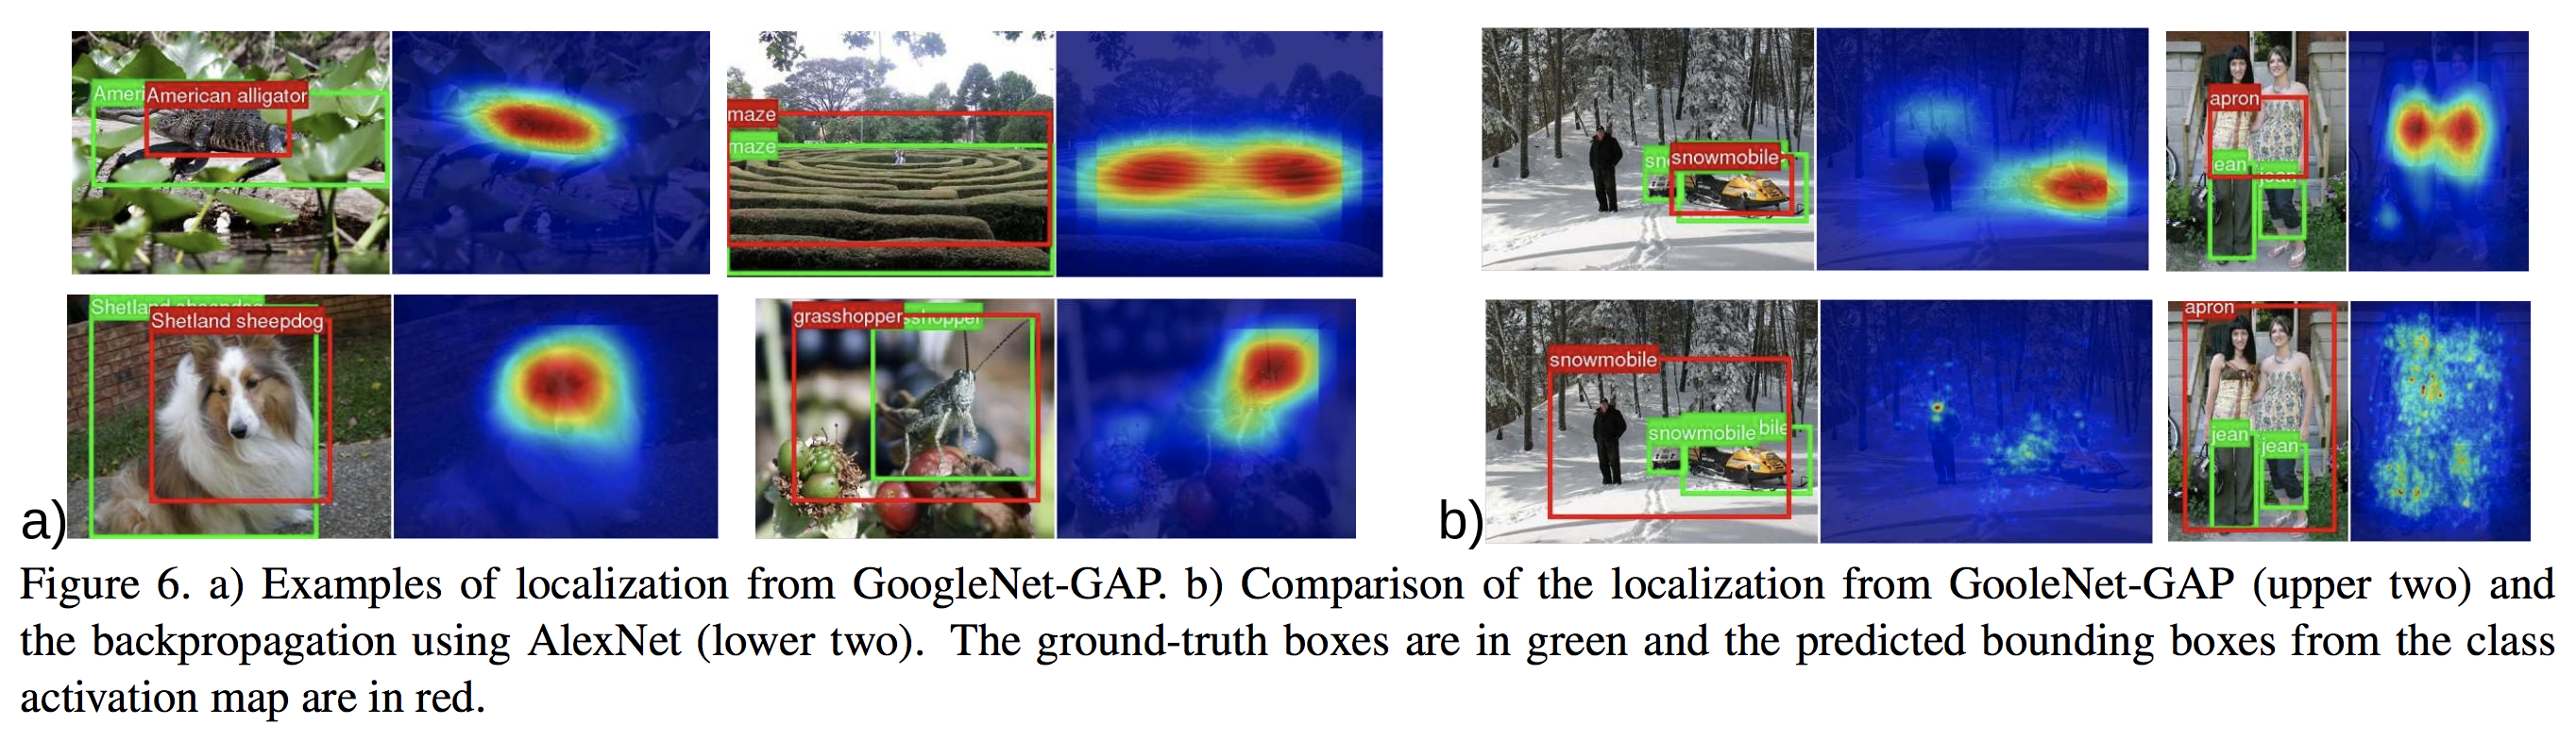 Ameri American alligator
maze
maze
sn snowmobile
apron
jean
Shetland sheepdog
Shetland sheepdog
grasshopper sshopper
snowmobile
snowmobile bile
apron
jean
jean
a)
b)
Figure 6. a) Examples of localization from GoogleNet-GAP. b) Comparison of the localization from GooleNet-GAP (upper two) and
the backpropagation using AlexNet (lower two). The ground-truth boxes are in green and the predicted bounding boxes from the class
activation map are in red.